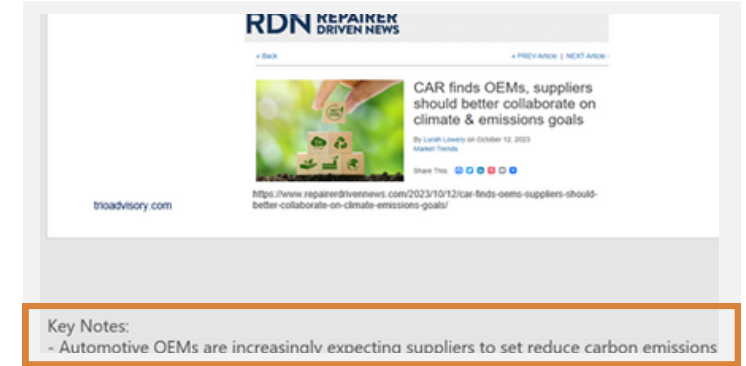 RDN REPAIRER
DRIVEN NEWS
« Back
« PREV Article | NEXT Article
CAR finds OEMs, suppliers
should better collaborate on
climate & emissions goals
By Lurah Lowery on October 12, 2023
Market Trends
Share This:
https://www.repairerdrivennews.com/2023/10/12/car-finds-oems-suppliers-should-
better-collaborate-on-climate-emissions-goals/
trioadvisory.com
Key Notes:
- Automotive OEMs are increasingly expecting suppliers to set reduce carbon emissions